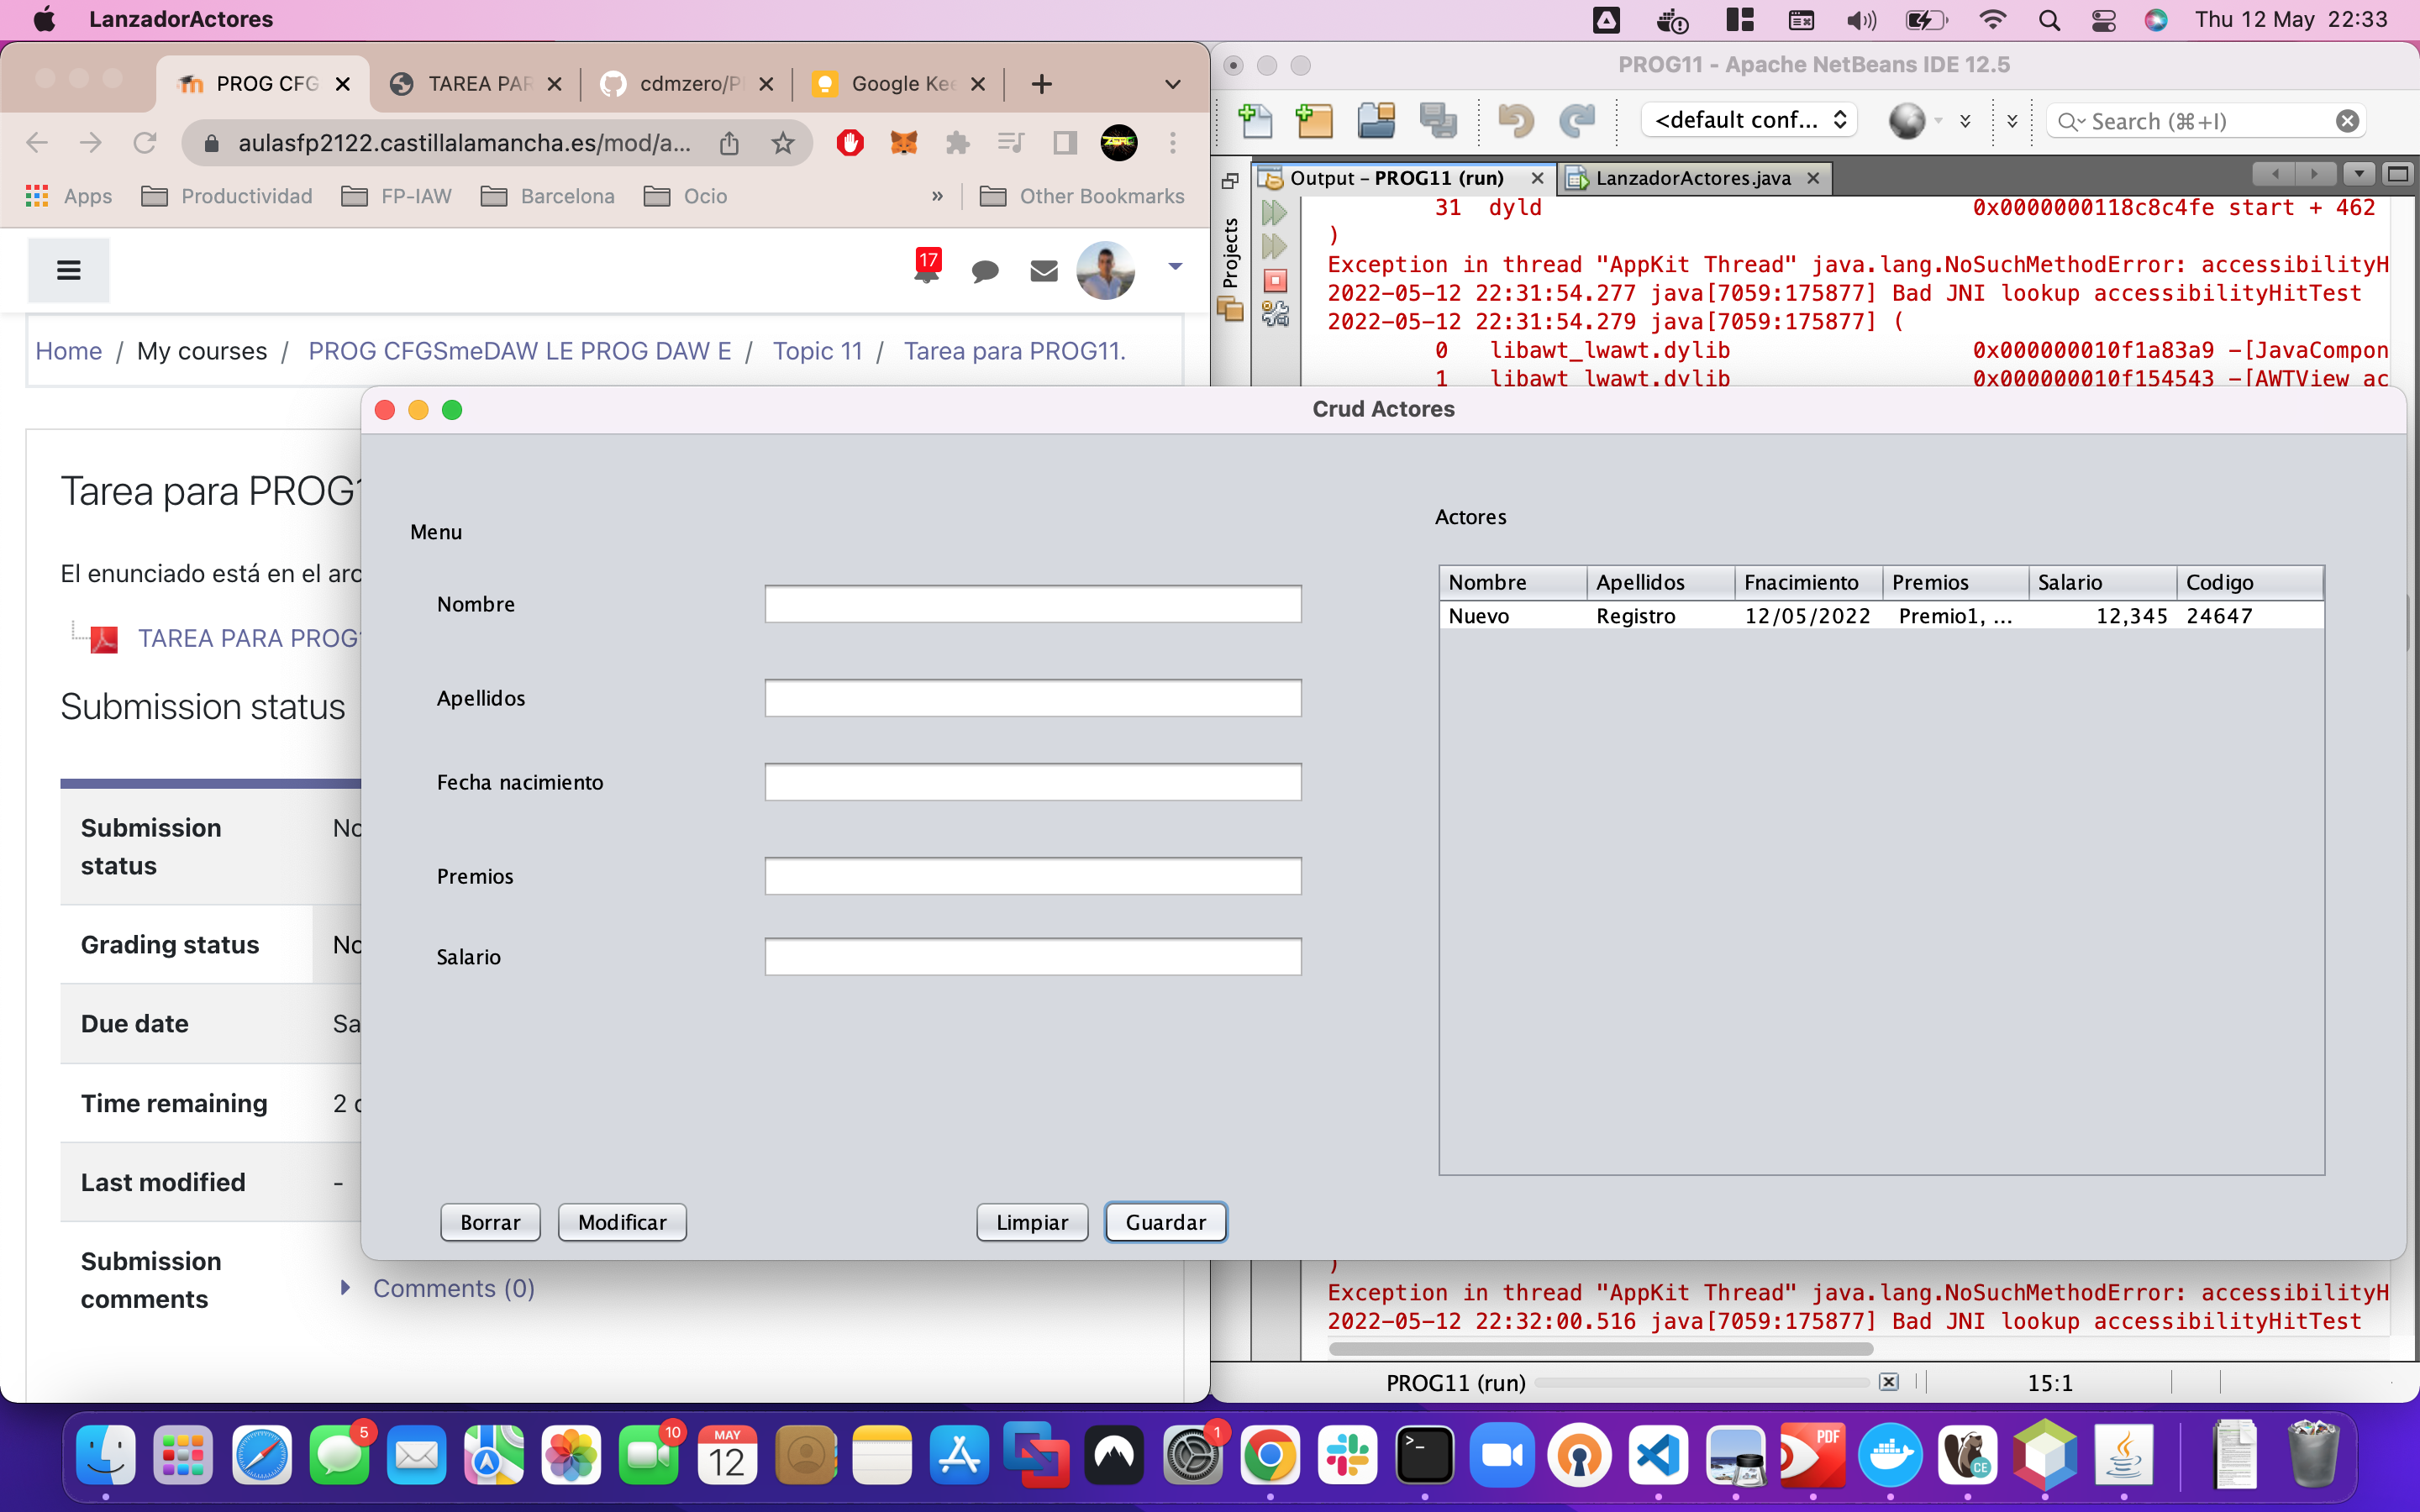 LanzadorActores
Thu 12 May 22:33
PROG CFG
TAREA PAR
cdmzero/P
Google Kee
aulasfp2122.castillalamancha.es/mod/a...
Apps
Productividad
FP-IAW
Barcelona
Ocio
»
Other Bookmarks
17
Home / My courses / PROG CFGSmeDAW LE PROG DAW E / Topic 11 / Tarea para PROG11.
Tarea para PROG1
El enunciado está en el arc
TAREA PARA PROG
Submission status
Submission status
No
Grading status
No
Due date
Sa
Time remaining
2 d
Last modified
-
Submission comments
Comments (0)
PROG11 - Apache NetBeans IDE 12.5
<default conf...
Search (⌘+I)
Projects
Output - PROG11 (run)
LanzadorActores.java
31 dyld 0x0000000118c8c4fe start + 462
)
Exception in thread "AppKit Thread" java.lang.NoSuchMethodError: accessibilityH
2022-05-12 22:31:54.277 java[7059:175877] Bad JNI lookup accessibilityHitTest
2022-05-12 22:31:54.279 java[7059:175877] (
0 libawt_lwawt.dylib 0x000000010f1a83a9 -[JavaCompon
1 libawt_lwawt.dylib 0x000000010f154543 -[AWTView ac
Crud Actores
Menu
Nombre
Apellidos
Fecha nacimiento
Premios
Salario
Borrar
Modificar
Limpiar
Guardar
Actores
Nombre Apellidos Fnacimiento Premios Salario Codigo
Nuevo Registro 12/05/2022 Premio1, ... 12,345 24647
)
Exception in thread "AppKit Thread" java.lang.NoSuchMethodError: accessibilityH
2022-05-12 22:32:00.516 java[7059:175877] Bad JNI lookup accessibilityHitTest
PROG11 (run)
15:1
5
10
MAY
12
1
>_
PDF
CE